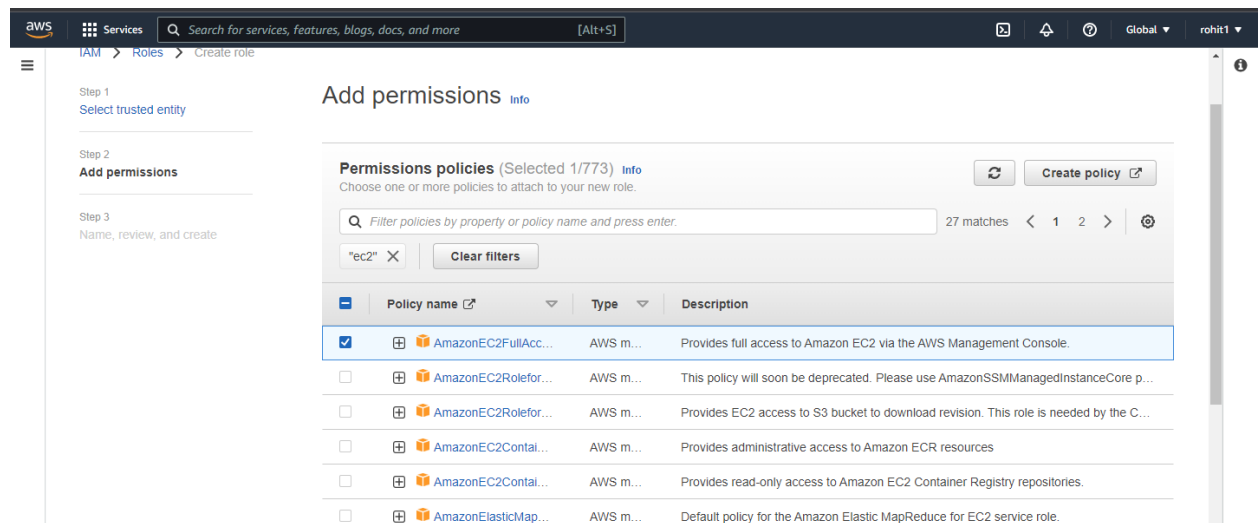 aws Services Search for services, features, blogs, docs, and more [Alt+S] Global ▼ rohit1 ▼
IAM > Roles > Create role
Step 1
Select trusted entity
Step 2
Add permissions
Step 3
Name, review, and create
Add permissions Info
Permissions policies (Selected 1/773) Info
Choose one or more policies to attach to your new role.
Create policy
Filter policies by property or policy name and press enter.
27 matches < 1 2 >
"ec2" X Clear filters
Policy name Type Description
AmazonEC2FullAcc... AWS m... Provides full access to Amazon EC2 via the AWS Management Console.
AmazonEC2Rolefor... AWS m... This policy will soon be deprecated. Please use AmazonSSMManagedInstanceCore p...
AmazonEC2Rolefor... AWS m... Provides EC2 access to S3 bucket to download revision. This role is needed by the C...
AmazonEC2Contai... AWS m... Provides administrative access to Amazon ECR resources
AmazonEC2Contai... AWS m... Provides read-only access to Amazon EC2 Container Registry repositories.
AmazonElasticMap... AWS m... Default policy for the Amazon Elastic MapReduce for EC2 service role.